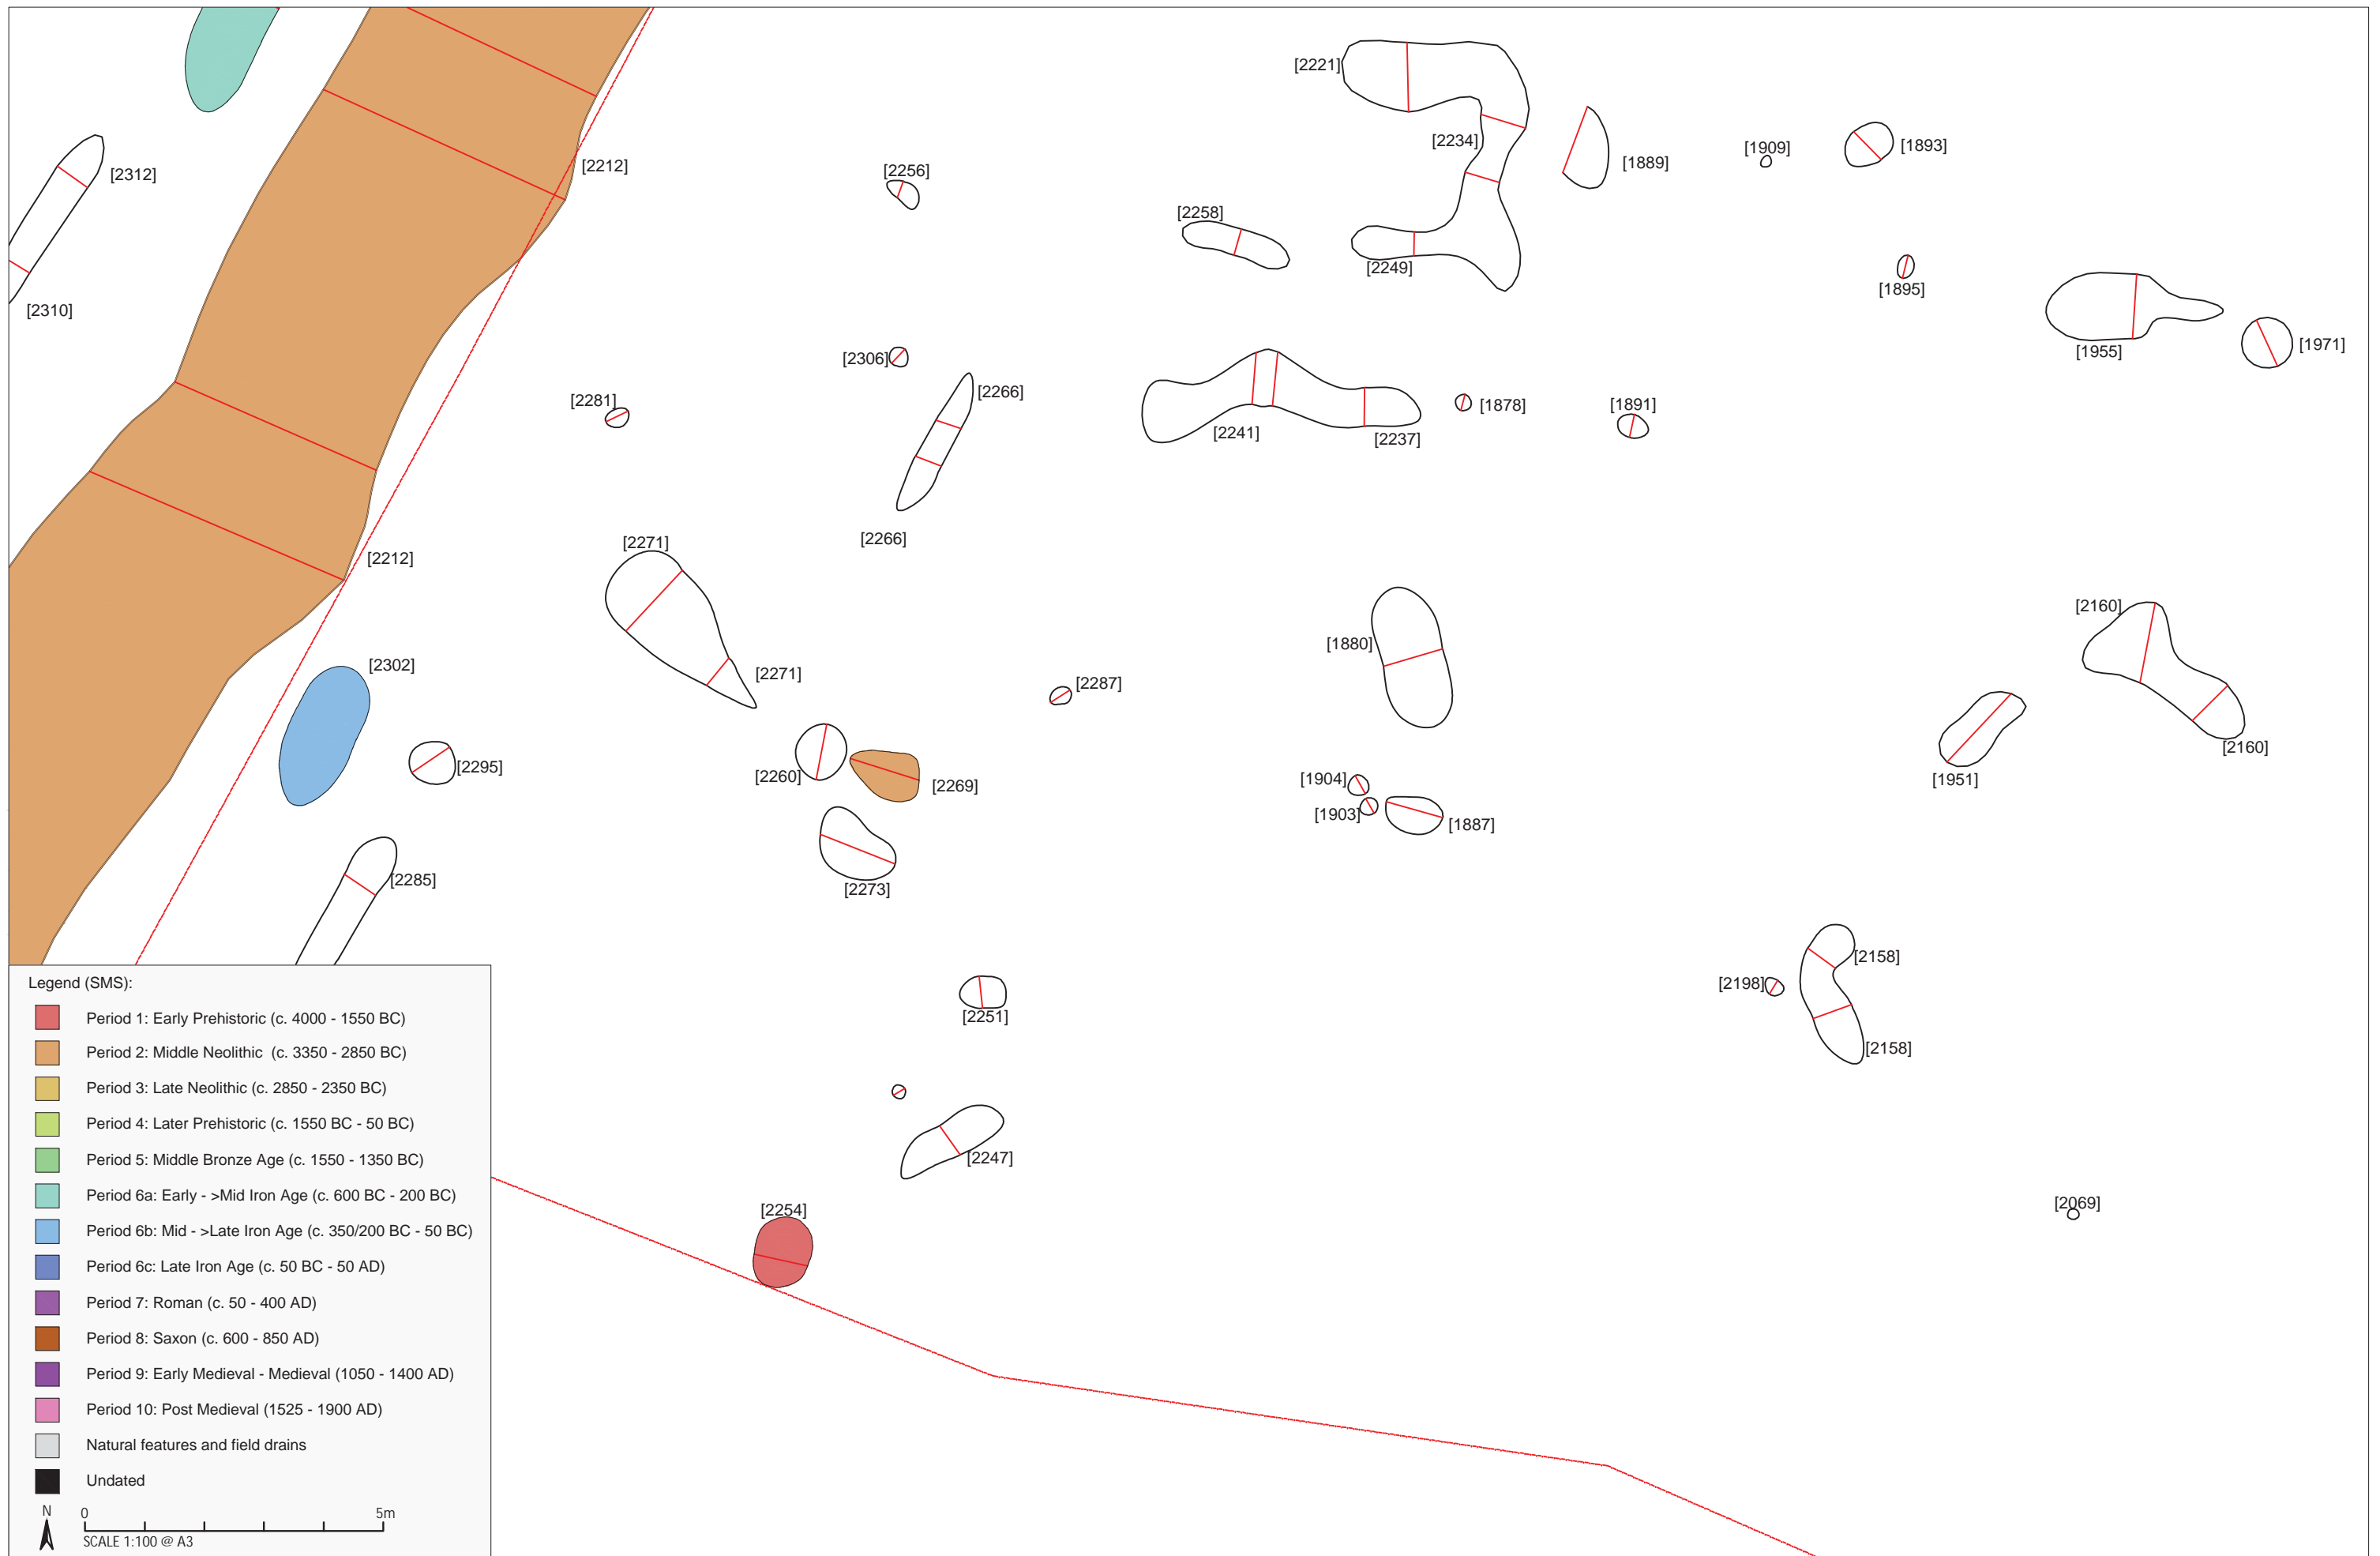 [2221]
[2234]
[1909]
[1893]
[2212]
[1889]
[2312]
[2256]
[2258]
[2249]
[1895]
[2310]
[1955]
[1971]
[2306]
[2266]
[2281]
[1878]
[1891]
[2241]
[2237]
[2266]
[2271]
[2212]
[2160]
[1880]
[2302]
[2271]
[2287]
[2160]
[2295]
[2260]
[2269]
[1904]
[1951]
[1903]
[1887]
[2285]
[2273]
[2158]
[2198]
[2251]
[2158]
[2247]
[2069]
[2254]
Legend (SMS):
Period 1: Early Prehistoric (c. 4000 - 1550 BC)
Period 2: Middle Neolithic (c. 3350 - 2850 BC)
Period 3: Late Neolithic (c. 2850 - 2350 BC)
Period 4: Later Prehistoric (c. 1550 BC - 50 BC)
Period 5: Middle Bronze Age (c. 1550 - 1350 BC)
Period 6a: Early - >Mid Iron Age (c. 600 BC - 200 BC)
Period 6b: Mid - >Late Iron Age (c. 350/200 BC - 50 BC)
Period 6c: Late Iron Age (c. 50 BC - 50 AD)
Period 7: Roman (c. 50 - 400 AD)
Period 8: Saxon (c. 600 - 850 AD)
Period 9: Early Medieval - Medieval (1050 - 1400 AD)
Period 10: Post Medieval (1525 - 1900 AD)
Natural features and field drains
Undated
N 0 5m
SCALE 1:100 @ A3